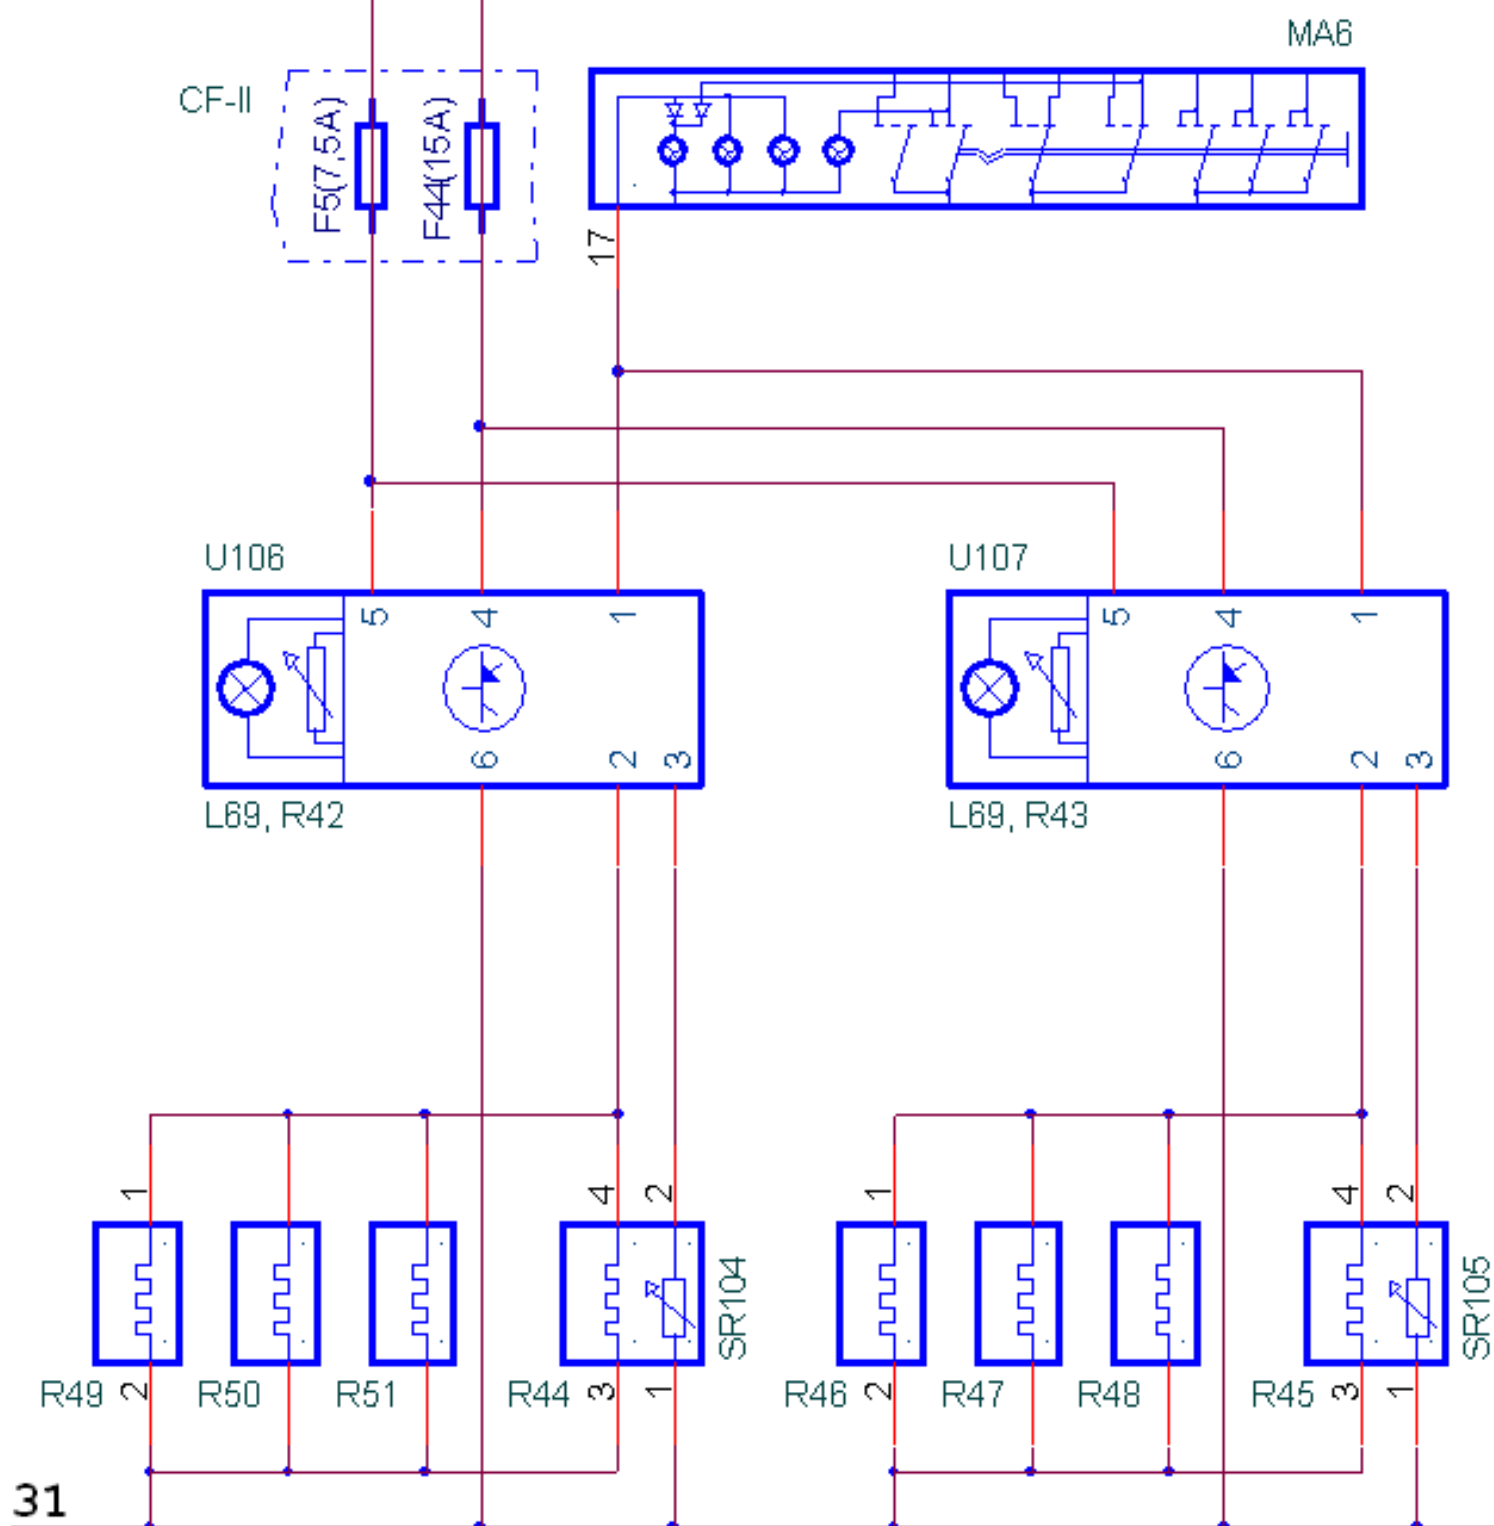 MA6
CF-II
F5(7,5A)
F44(15A)
17
U106
U107
5 4 1
5 4 1
6 2 3
6 2 3
L69, R42
L69, R43
1 4 2
1 4 2
SR104
SR105
R49 2 R50 R51 R44 3 1
R46 2 R47 R48 R45 3 1
31